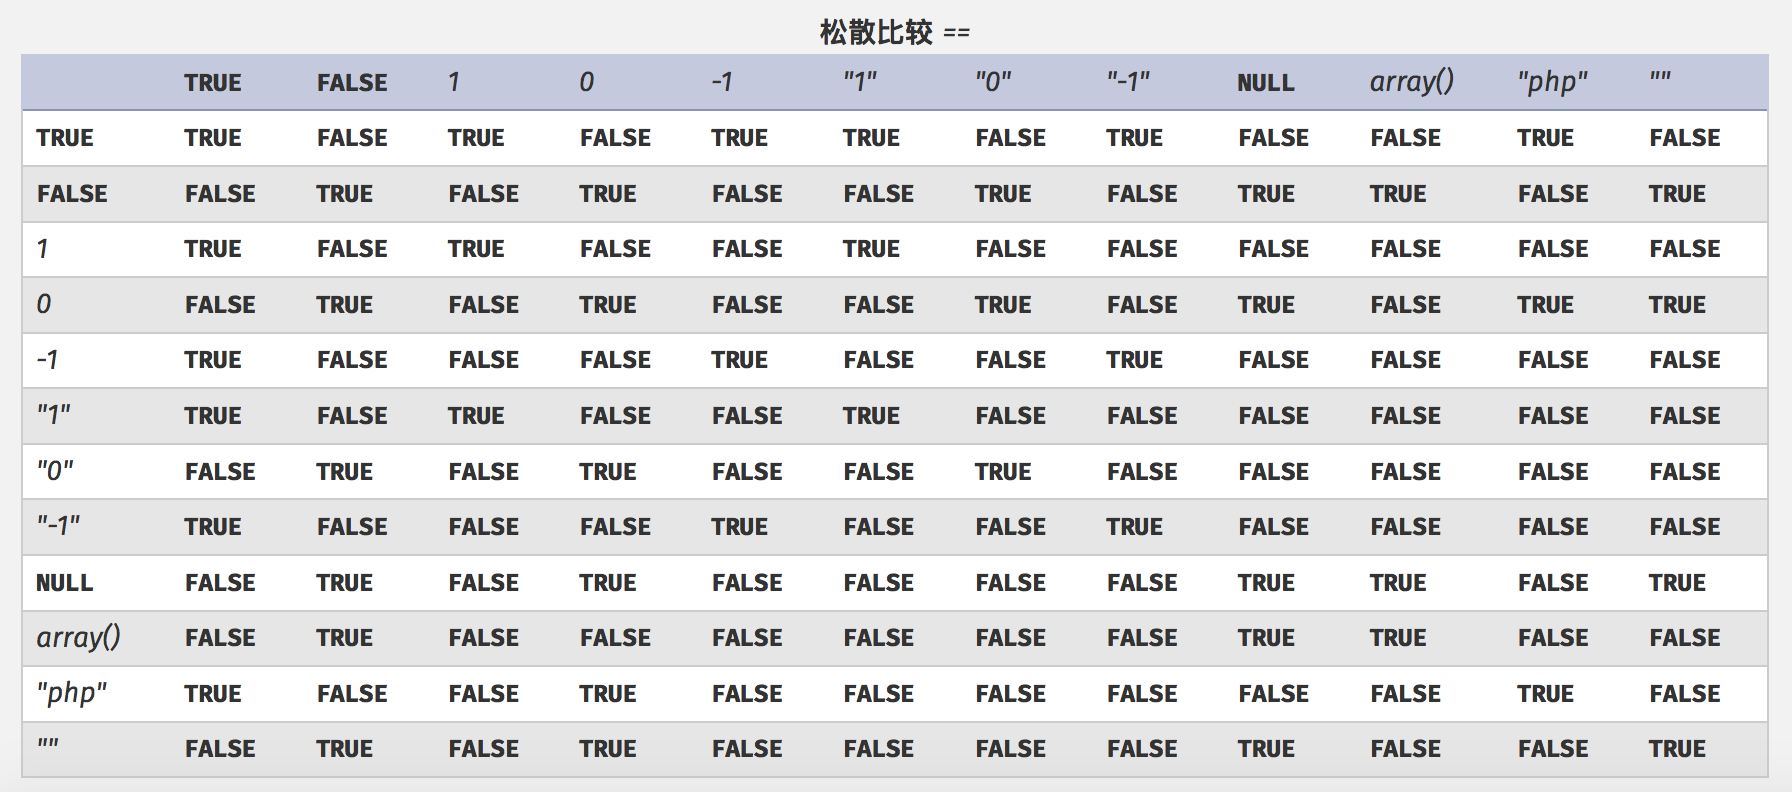 松散比较 ==
TRUE FALSE 1 0 -1 "1" "0" "-1" NULL array() "php" ""
TRUE TRUE FALSE TRUE FALSE TRUE TRUE FALSE TRUE FALSE FALSE TRUE FALSE
FALSE FALSE TRUE FALSE TRUE FALSE FALSE TRUE FALSE TRUE TRUE FALSE TRUE
1 TRUE FALSE TRUE FALSE FALSE TRUE FALSE FALSE FALSE FALSE FALSE FALSE
0 FALSE TRUE FALSE TRUE FALSE FALSE TRUE FALSE TRUE FALSE TRUE TRUE
-1 TRUE FALSE FALSE FALSE TRUE FALSE FALSE TRUE FALSE FALSE FALSE FALSE
"1" TRUE FALSE TRUE FALSE FALSE TRUE FALSE FALSE FALSE FALSE FALSE FALSE
"0" FALSE TRUE FALSE TRUE FALSE FALSE TRUE FALSE FALSE FALSE FALSE FALSE
"-1" TRUE FALSE FALSE FALSE TRUE FALSE FALSE TRUE FALSE FALSE FALSE FALSE
NULL FALSE TRUE FALSE TRUE FALSE FALSE FALSE FALSE TRUE TRUE FALSE TRUE
array() FALSE TRUE FALSE FALSE FALSE FALSE FALSE FALSE TRUE TRUE FALSE FALSE
"php" TRUE FALSE FALSE TRUE FALSE FALSE FALSE FALSE FALSE FALSE TRUE FALSE
"" FALSE TRUE FALSE TRUE FALSE FALSE FALSE FALSE TRUE FALSE FALSE TRUE